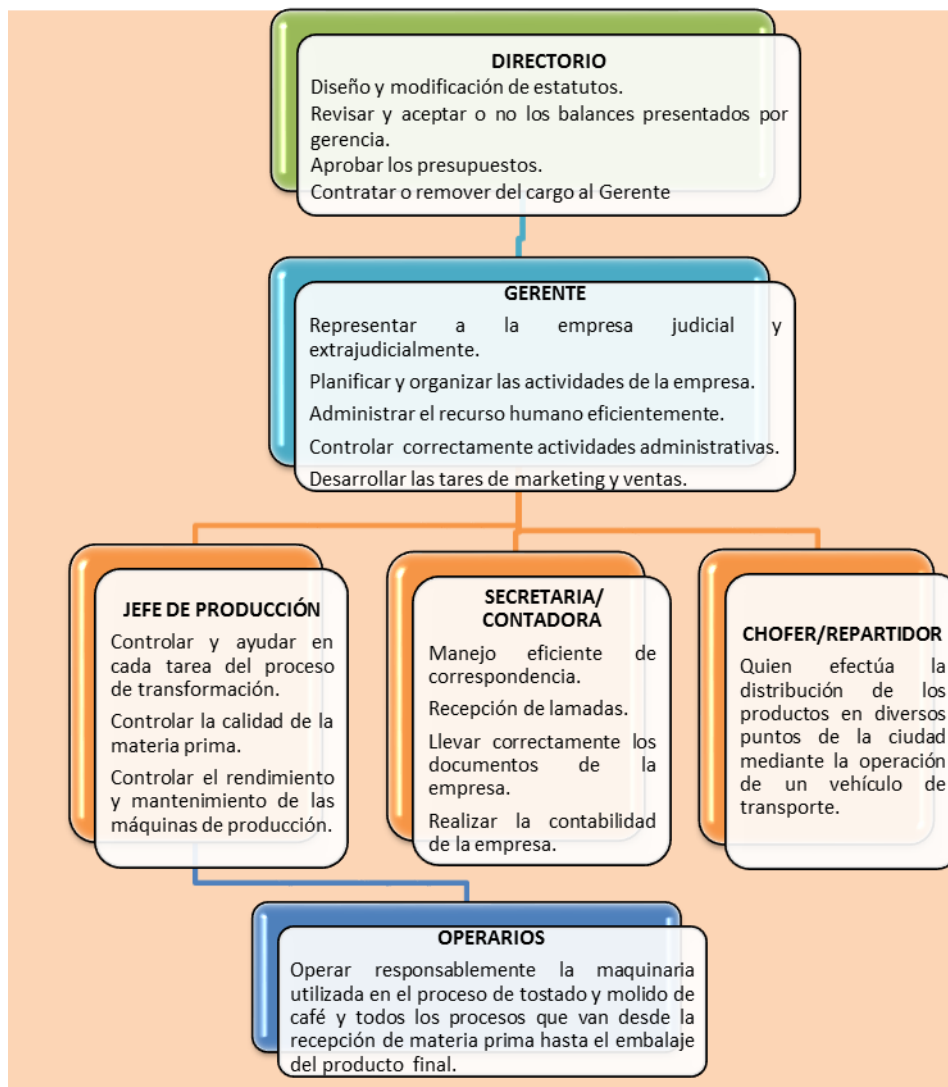 DIRECTORIO
Diseño y modificación de estatutos.
Revisar y aceptar o no los balances presentados por
gerencia.
Aprobar los presupuestos.
Contratar o remover del cargo al Gerente
GERENTE
Representar a la empresa judicial y
extrajudicialmente.
Planificar y organizar las actividades de la empresa.
Administrar el recurso humano eficientemente.
Controlar correctamente actividades administrativas.
Desarrollar las tares de marketing y ventas.
JEFE DE PRODUCCIÓN
Controlar y ayudar en
cada tarea del proceso
de transformación.
Controlar la calidad de la
materia prima.
Controlar el rendimiento
y mantenimiento de las
máquinas de producción.
SECRETARIA/
CONTADORA
Manejo eficiente de
correspondencia.
Recepción de lamadas.
Llevar correctamente los
documentos de la
empresa.
Realizar la contabilidad
de la empresa.
CHOFER/REPARTIDOR
Quien efectúa la
distribución de los
productos en diversos
puntos de la ciudad
mediante la operación
de un vehículo de
transporte.
OPERARIOS
Operar responsablemente la maquinaria
utilizada en el proceso de tostado y molido de
café y todos los procesos que van desde la
recepción de materia prima hasta el embalaje
del producto final.